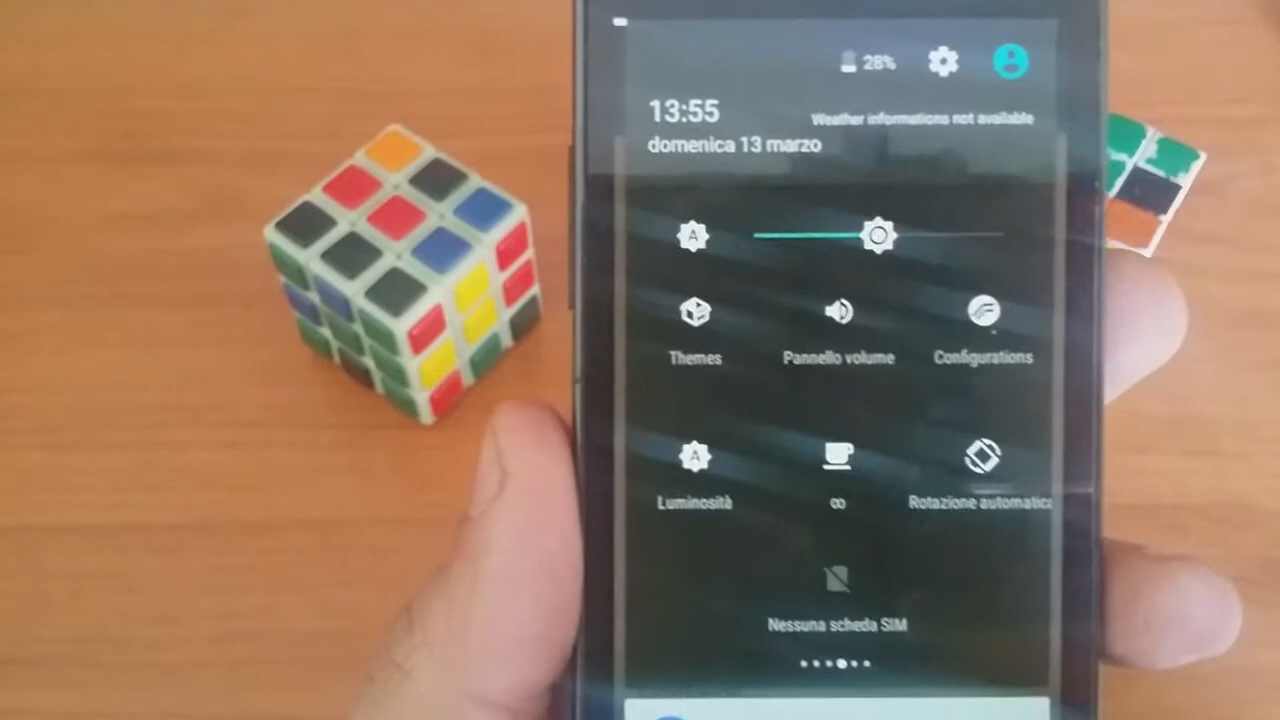 28%
13:55
Weather informations not available
domenica 13 marzo
A
Themes
Pannello volume
Configurations
A
Luminosità
∞
Rotazione automatica
Nessuna scheda SIM